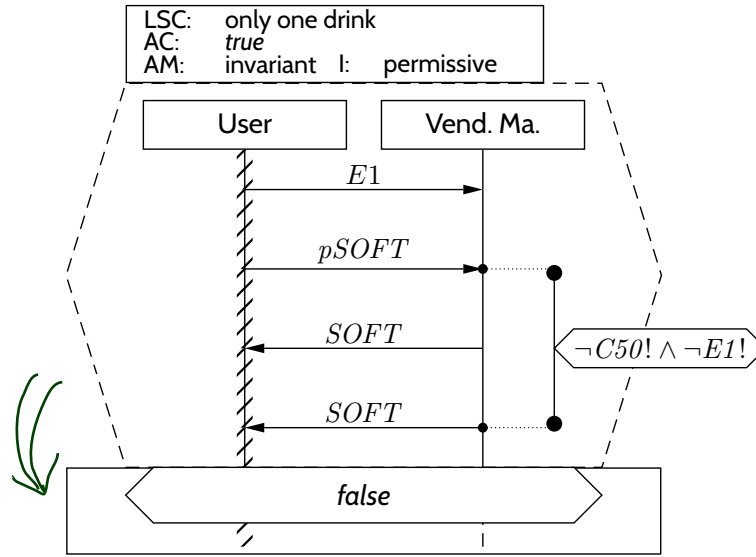 LSC: only one drink
AC: true
AM: invariant I: permissive
User Vend. Ma.
E1
pSOFT
SOFT
¬C50! ∧ ¬E1!
SOFT
false